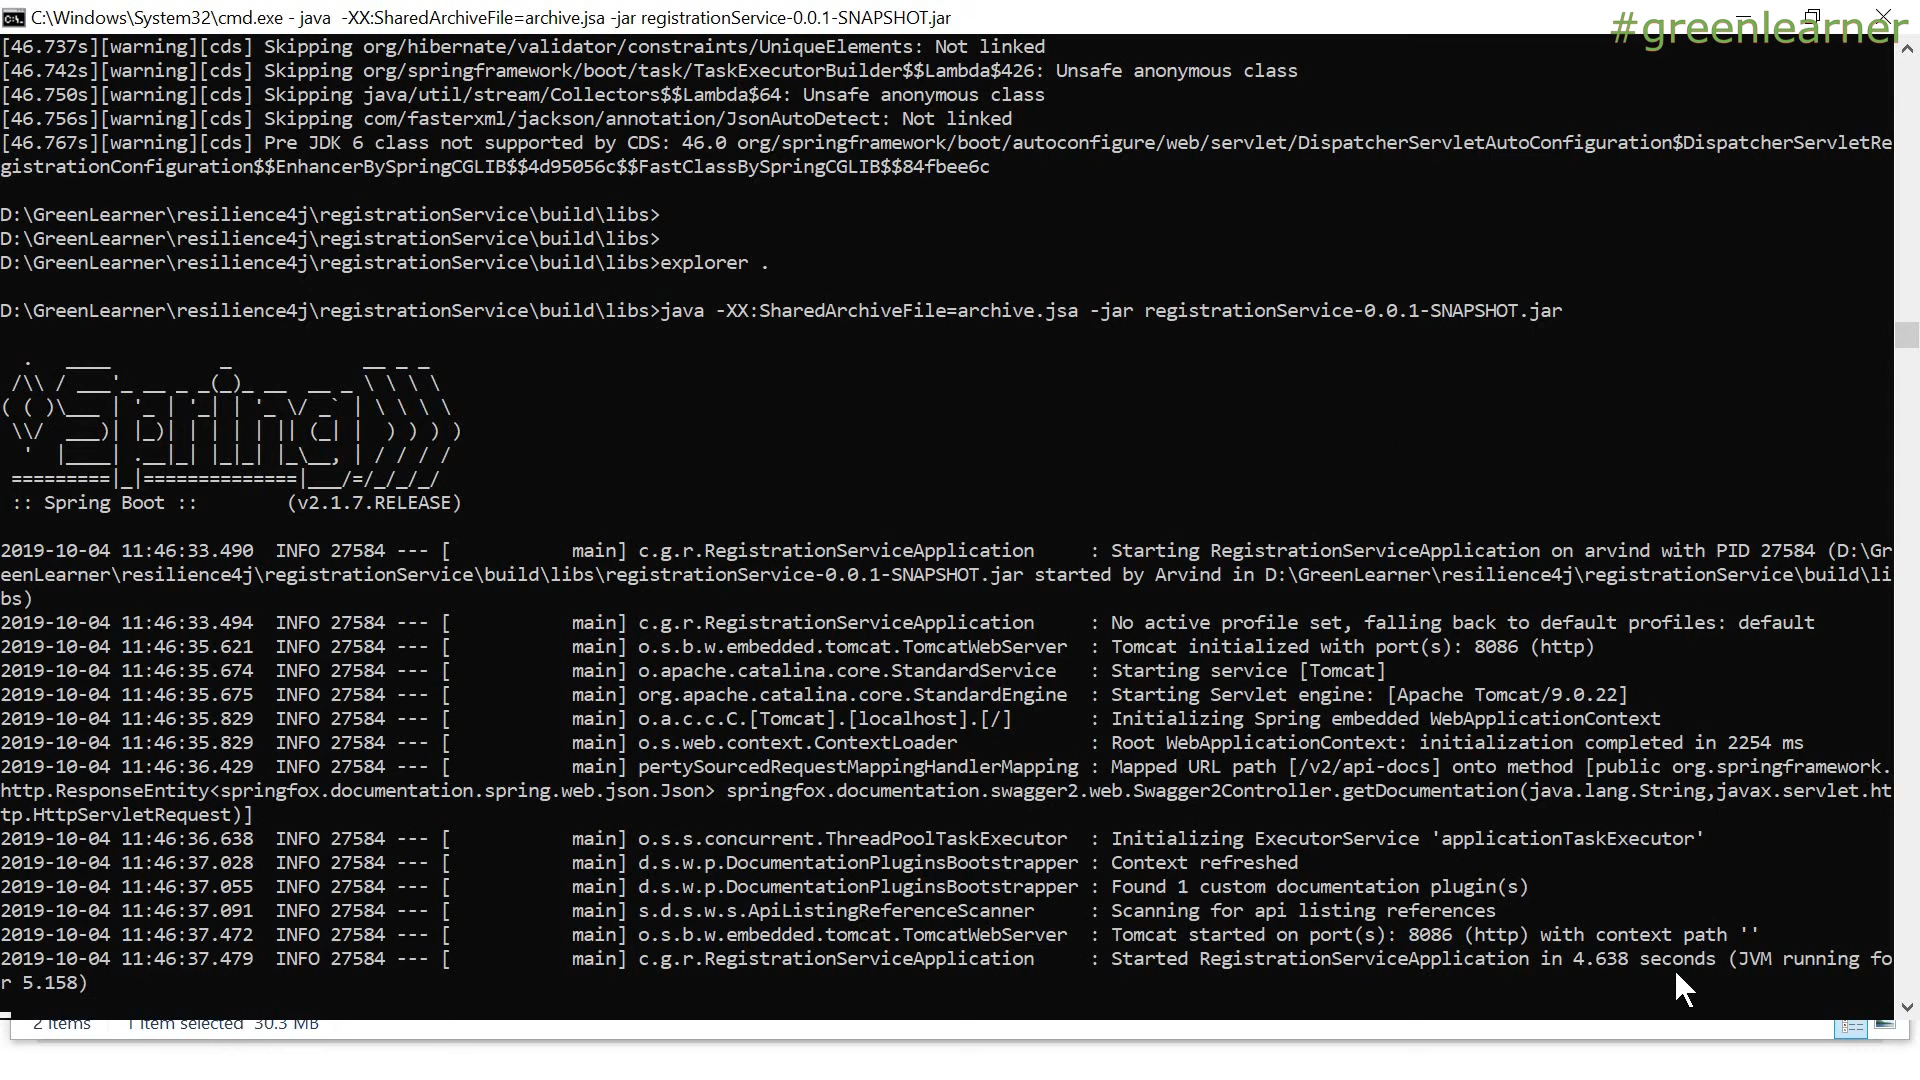 C:\Windows\System32\cmd.exe - java  -XX:SharedArchiveFile=archive.jsa -jar registrationService-0.0.1-SNAPSHOT.jar
#greenlearner
[46.737s][warning][cds] Skipping org/hibernate/validator/constraints/UniqueElements: Not linked
[46.742s][warning][cds] Skipping org/springframework/boot/task/TaskExecutorBuilder$$Lambda$426: Unsafe anonymous class
[46.750s][warning][cds] Skipping java/util/stream/Collectors$$Lambda$64: Unsafe anonymous class
[46.756s][warning][cds] Skipping com/fasterxml/jackson/annotation/JsonAutoDetect: Not linked
[46.767s][warning][cds] Pre JDK 6 class not supported by CDS: 46.0 org/springframework/boot/autoconfigure/web/servlet/DispatcherServletAutoConfiguration$DispatcherServletRe
gistrationConfiguration$$EnhancerBySpringCGLIB$$4d95056c$$FastClassBySpringCGLIB$$84fbee6c
D:\GreenLearner\resilience4j\registrationService\build\libs>
D:\GreenLearner\resilience4j\registrationService\build\libs>
D:\GreenLearner\resilience4j\registrationService\build\libs>explorer .
D:\GreenLearner\resilience4j\registrationService\build\libs>java -XX:SharedArchiveFile=archive.jsa -jar registrationService-0.0.1-SNAPSHOT.jar
  .   ____          _            __ _ _
 /\\ / ___'_ __ _ _(_)_ __  __ _ \ \ \ \
( ( )\___ | '_ | '_| | '_ \/ _` | \ \ \ \
 \\/  ___)| |_)| | | | | || (_| |  ) ) ) )
  '  |____| .__|_| |_|_| |_\__, | / / / /
 =========|_|==============|___/=/_/_/_/
 :: Spring Boot ::        (v2.1.7.RELEASE)
2019-10-04 11:46:33.490  INFO 27584 --- [           main] c.g.r.RegistrationServiceApplication     : Starting RegistrationServiceApplication on arvind with PID 27584 (D:\Gr
eenLearner\resilience4j\registrationService\build\libs\registrationService-0.0.1-SNAPSHOT.jar started by Arvind in D:\GreenLearner\resilience4j\registrationService\build\li
bs)
2019-10-04 11:46:33.494  INFO 27584 --- [           main] c.g.r.RegistrationServiceApplication     : No active profile set, falling back to default profiles: default
2019-10-04 11:46:35.621  INFO 27584 --- [           main] o.s.b.w.embedded.tomcat.TomcatWebServer  : Tomcat initialized with port(s): 8086 (http)
2019-10-04 11:46:35.674  INFO 27584 --- [           main] o.apache.catalina.core.StandardService   : Starting service [Tomcat]
2019-10-04 11:46:35.675  INFO 27584 --- [           main] org.apache.catalina.core.StandardEngine  : Starting Servlet engine: [Apache Tomcat/9.0.22]
2019-10-04 11:46:35.829  INFO 27584 --- [           main] o.a.c.c.C.[Tomcat].[localhost].[/]       : Initializing Spring embedded WebApplicationContext
2019-10-04 11:46:35.829  INFO 27584 --- [           main] o.s.web.context.ContextLoader            : Root WebApplicationContext: initialization completed in 2254 ms
2019-10-04 11:46:36.429  INFO 27584 --- [           main] pertySourcedRequestMappingHandlerMapping : Mapped URL path [/v2/api-docs] onto method [public org.springframework.
http.ResponseEntity<springfox.documentation.spring.web.json.Json> springfox.documentation.swagger2.web.Swagger2Controller.getDocumentation(java.lang.String,javax.servlet.ht
tp.HttpServletRequest)]
2019-10-04 11:46:36.638  INFO 27584 --- [           main] o.s.s.concurrent.ThreadPoolTaskExecutor  : Initializing ExecutorService 'applicationTaskExecutor'
2019-10-04 11:46:37.028  INFO 27584 --- [           main] d.s.w.p.DocumentationPluginsBootstrapper : Context refreshed
2019-10-04 11:46:37.055  INFO 27584 --- [           main] d.s.w.p.DocumentationPluginsBootstrapper : Found 1 custom documentation plugin(s)
2019-10-04 11:46:37.091  INFO 27584 --- [           main] s.d.s.w.s.ApiListingReferenceScanner     : Scanning for api listing references
2019-10-04 11:46:37.472  INFO 27584 --- [           main] o.s.b.w.embedded.tomcat.TomcatWebServer  : Tomcat started on port(s): 8086 (http) with context path ''
2019-10-04 11:46:37.479  INFO 27584 --- [           main] c.g.r.RegistrationServiceApplication     : Started RegistrationServiceApplication in 4.638 seconds (JVM running fo
r 5.158)
2 items    1 item selected  30.3 MB